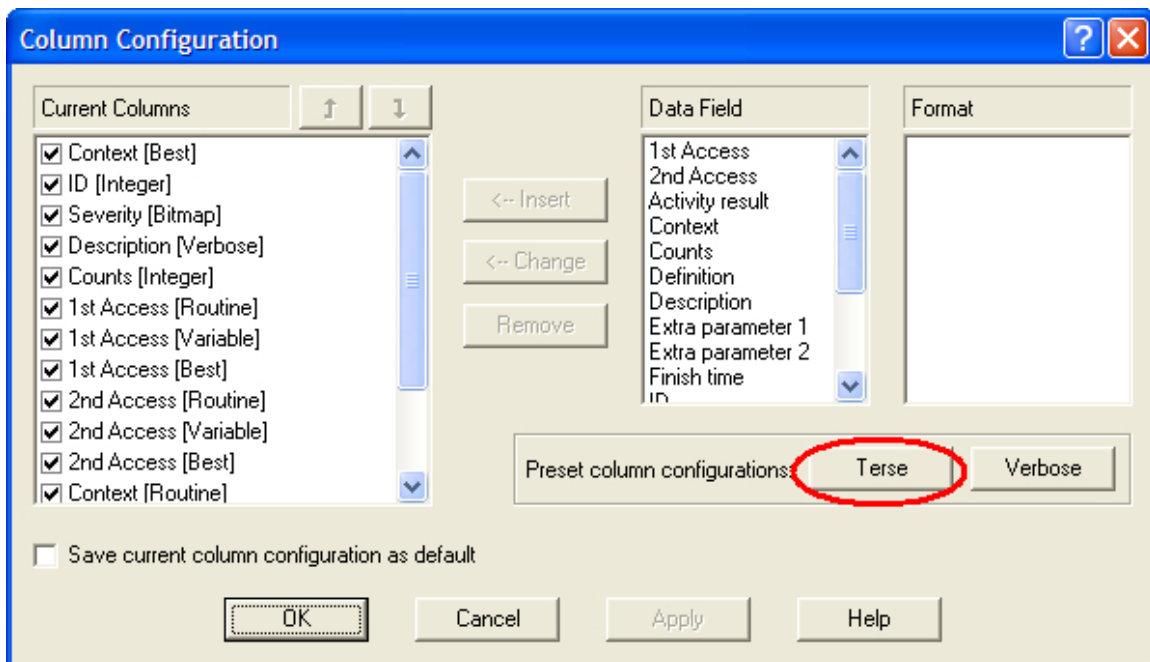 Column Configuration
Current Columns
Context [Best]
ID [Integer]
Severity [Bitmap]
Description [Verbose]
Counts [Integer]
1st Access [Routine]
1st Access [Variable]
1st Access [Best]
2nd Access [Routine]
2nd Access [Variable]
2nd Access [Best]
Context [Routine]
<-- Insert
<-- Change
Remove
Data Field
1st Access
2nd Access
Activity result
Context
Counts
Definition
Description
Extra parameter 1
Extra parameter 2
Finish time
ID
Format
Preset column configurations: Terse Verbose
Save current column configuration as default
OK Cancel Apply Help